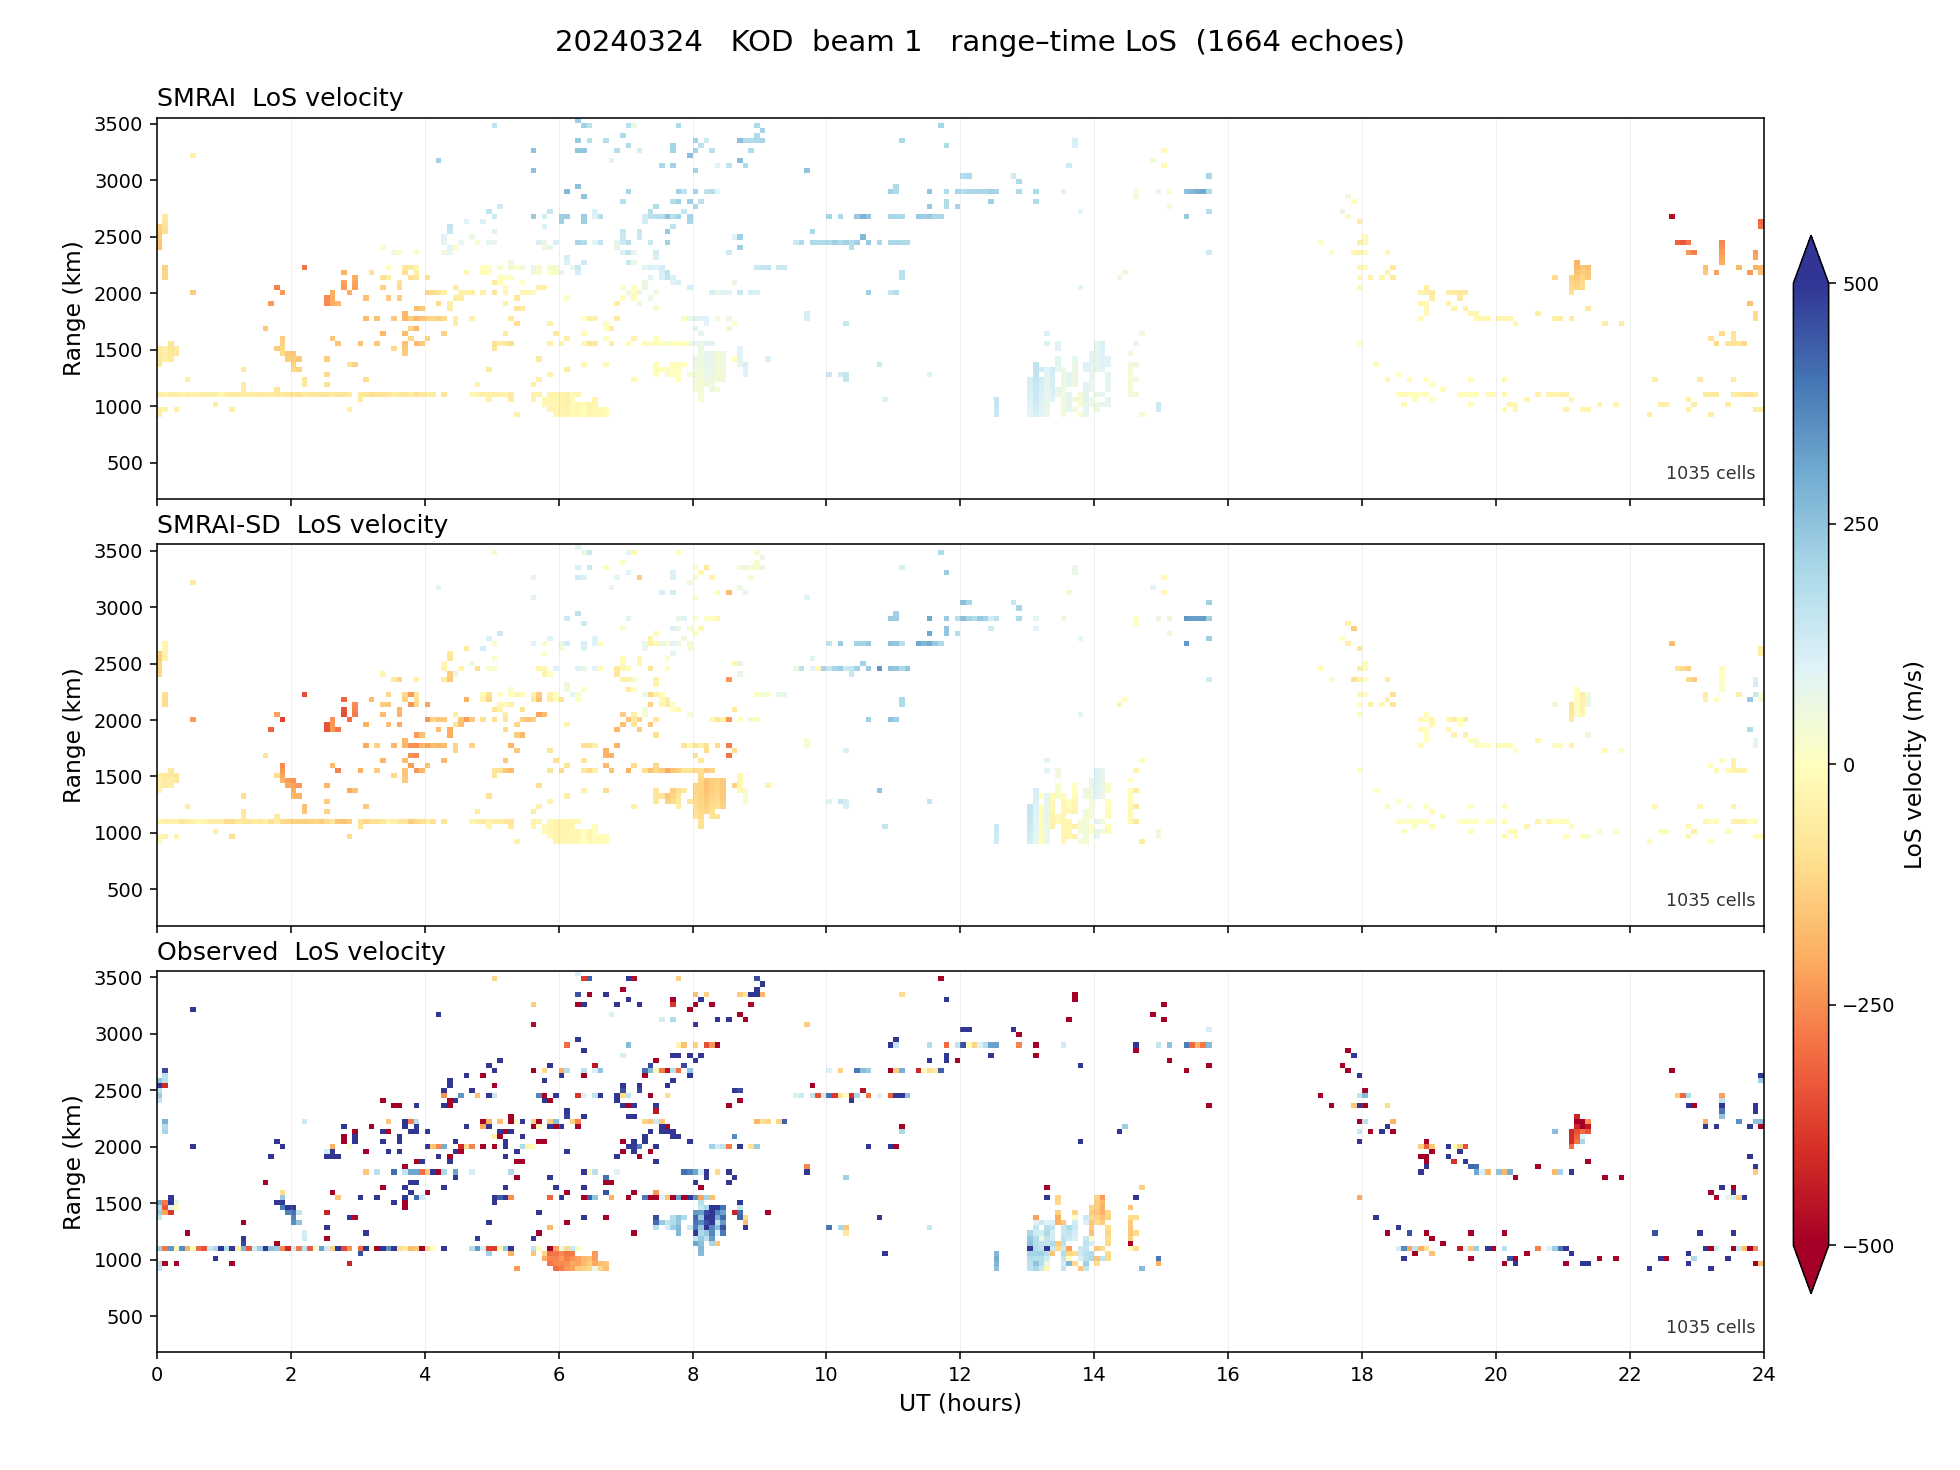 20240324   KOD  beam 1   range–time LoS  (1664 echoes)
SMRAI  LoS velocity
3500
3000
2500
2000
1500
1000
500
Range (km)
1035 cells
SMRAI-SD  LoS velocity
3500
3000
2500
2000
1500
1000
500
Range (km)
1035 cells
Observed  LoS velocity
3500
3000
2500
2000
1500
1000
500
Range (km)
1035 cells
0 2 4 6 8 10 12 14 16 18 20 22 24
UT (hours)
500
250
0
−250
−500
LoS velocity (m/s)